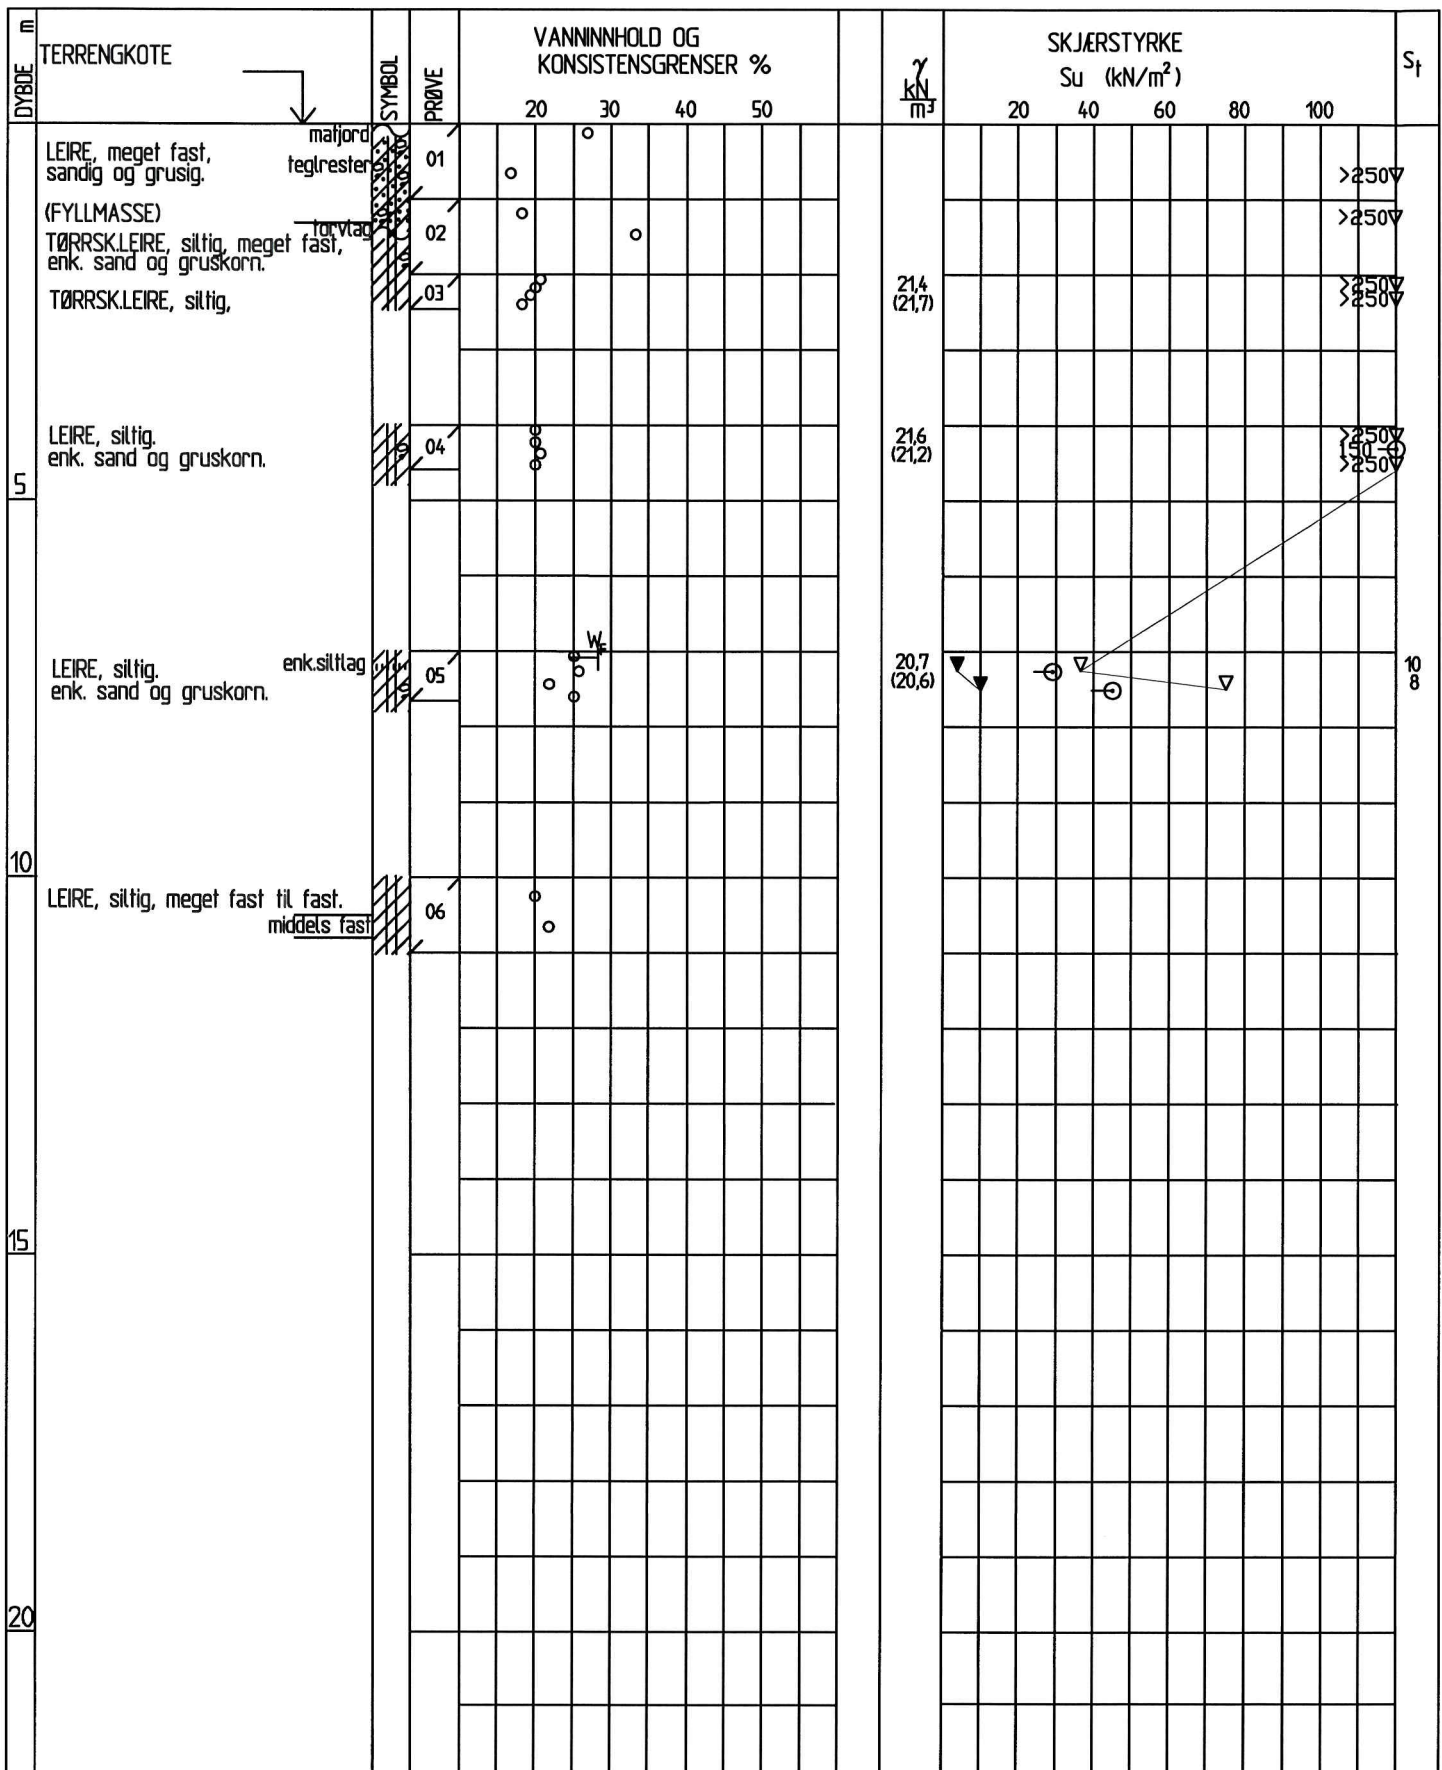 DYBDE m
TERRENGKOTE
SYMBOL
PRØVE
VANNINNHOLD OG
KONSISTENSGRENSER %
20 30 40 50
γ
kN
m³
SKJÆRSTYRKE
Su (kN/m²)
20 40 60 80 100
St
matjord
LEIRE, meget fast,
sandig og grusig.
teglrester
01
>250
(FYLLMASSE)
torvlag
02
>250
TØRRSK.LEIRE, siltig, meget fast,
enk. sand og gruskorn.
TØRRSK.LEIRE, siltig,
03
21,4
(21,7)
>250
>250
LEIRE, siltig.
enk. sand og gruskorn.
04
21,6
(21,2)
>250
150
>250
5
LEIRE, siltig.
enk. sand og gruskorn.
enk.siltlag
05
WF
20,7
(20,6)
10
8
10
LEIRE, siltig, meget fast til fast.
middels fast
06
15
20